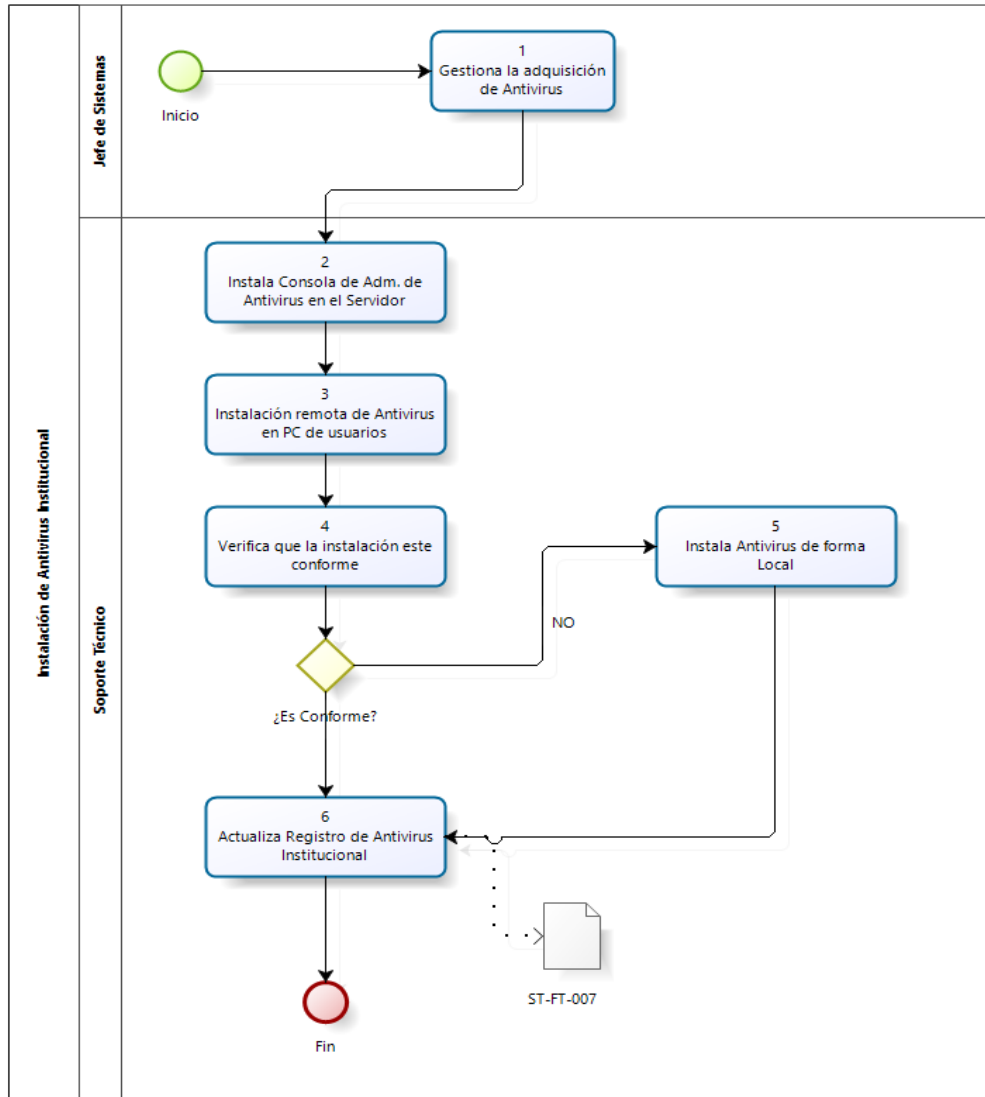 Instalación de Antivirus Institucional
Jefe de Sistemas
Inicio
1
Gestiona la adquisición
de Antivirus
Soporte Técnico
2
Instala Consola de Adm. de
Antivirus en el Servidor
3
Instalación remota de Antivirus
en PC de usuarios
4
Verifica que la instalación este
conforme
5
Instala Antivirus de forma
Local
NO
¿Es Conforme?
6
Actualiza Registro de Antivirus
Institucional
ST-FT-007
Fin